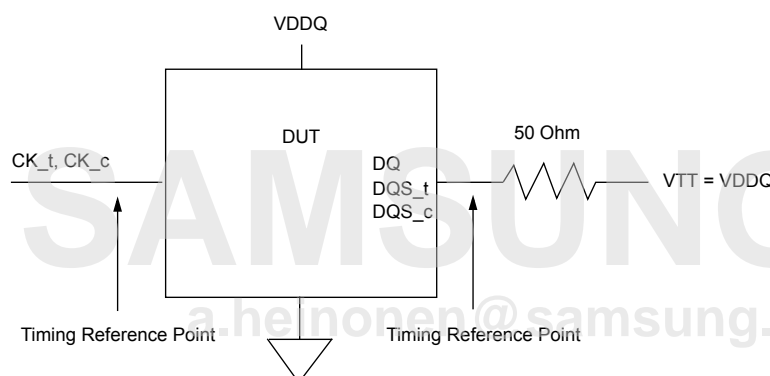 VDDQ
DUT
50 Ohm
CK_t, CK_c
DQ
DQS_t
DQS_c
VTT = VDDQ
SAMSUNG
a.heinonen@samsung.
Timing Reference Point
Timing Reference Point